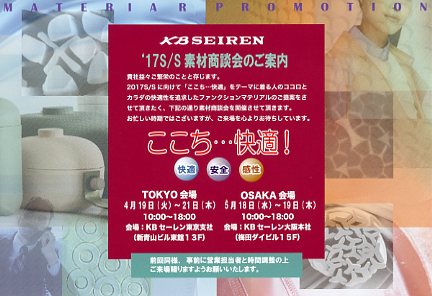 MATERIAR PROMOTION
KB SEIREN
'17S/S 素材商談会のご案内
貴社益々ご繁栄のことと存じます。
2017S/Sに向けて「ここち…快適」をテーマに着る人のココロと
カラダの快適性を追求したファンクションマテリアルのご提案をさ
せて頂きたく、下記の通り素材商談会を開催させて頂きます。
お忙しい時期ではございますが、ご来場を心よりお待ちしています。
ここち…快適!
快適 安全 感性
TOKYO 会場
4月19日(火)~21日(木)
10:00~18:00
会場:KBセーレン東京支社
(新青山ビル東館13F)
OSAKA 会場
5月18日(水)~19日(木)
10:00~18:00
会場:KBセーレン大阪本社
(梅田ダイビル15F)
前回同様、事前に営業担当者と時間調整の上
ご来場賜りますようお願いいたします。